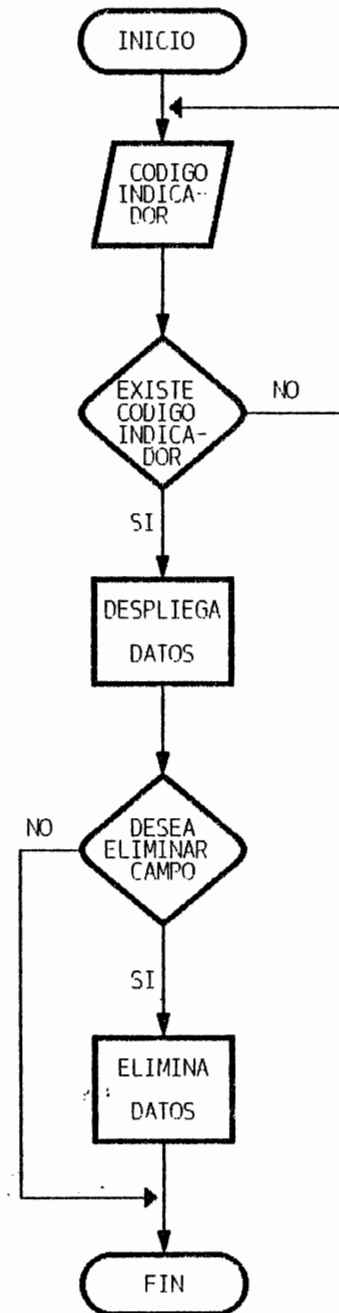 INICIO
CODIGO
INDICA-
DOR
EXISTE
CODIGO
INDICA-
DOR
NO
SI
DESPLIEGA
DATOS
NO
DESEA
ELIMINAR
CAMPO
SI
ELIMINA
DATOS
FIN